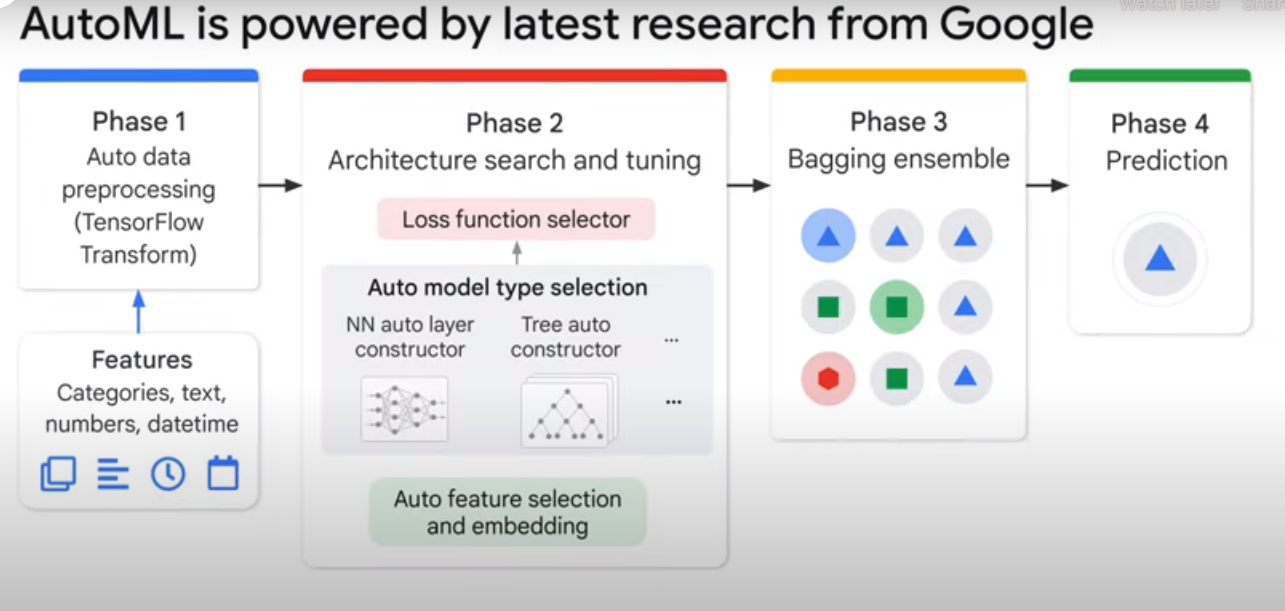 Watch later
AutoML is powered by latest research from Google
Phase 1
Auto data
preprocessing
(TensorFlow
Transform)
Features
Categories, text,
numbers, datetime
Phase 2
Architecture search and tuning
Loss function selector
Auto model type selection
NN auto layer
constructor
Tree auto
constructor
...
...
Auto feature selection
and embedding
Phase 3
Bagging ensemble
Phase 4
Prediction